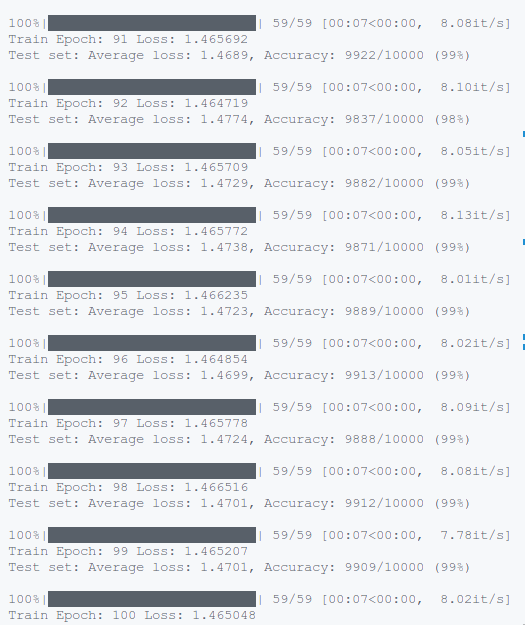 100%|██████████| 59/59 [00:07<00:00, 8.08it/s]
Train Epoch: 91 Loss: 1.465692
Test set: Average loss: 1.4689, Accuracy: 9922/10000 (99%)
100%|██████████| 59/59 [00:07<00:00, 8.10it/s]
Train Epoch: 92 Loss: 1.464719
Test set: Average loss: 1.4774, Accuracy: 9837/10000 (98%)
100%|██████████| 59/59 [00:07<00:00, 8.05it/s]
Train Epoch: 93 Loss: 1.465709
Test set: Average loss: 1.4729, Accuracy: 9882/10000 (99%)
100%|██████████| 59/59 [00:07<00:00, 8.13it/s]
Train Epoch: 94 Loss: 1.465772
Test set: Average loss: 1.4738, Accuracy: 9871/10000 (99%)
100%|██████████| 59/59 [00:07<00:00, 8.01it/s]
Train Epoch: 95 Loss: 1.466235
Test set: Average loss: 1.4723, Accuracy: 9889/10000 (99%)
100%|██████████| 59/59 [00:07<00:00, 8.02it/s]
Train Epoch: 96 Loss: 1.464854
Test set: Average loss: 1.4699, Accuracy: 9913/10000 (99%)
100%|██████████| 59/59 [00:07<00:00, 8.09it/s]
Train Epoch: 97 Loss: 1.465778
Test set: Average loss: 1.4724, Accuracy: 9888/10000 (99%)
100%|██████████| 59/59 [00:07<00:00, 8.08it/s]
Train Epoch: 98 Loss: 1.466516
Test set: Average loss: 1.4701, Accuracy: 9912/10000 (99%)
100%|██████████| 59/59 [00:07<00:00, 7.78it/s]
Train Epoch: 99 Loss: 1.465207
Test set: Average loss: 1.4701, Accuracy: 9909/10000 (99%)
100%|██████████| 59/59 [00:07<00:00, 8.02it/s]
Train Epoch: 100 Loss: 1.465048